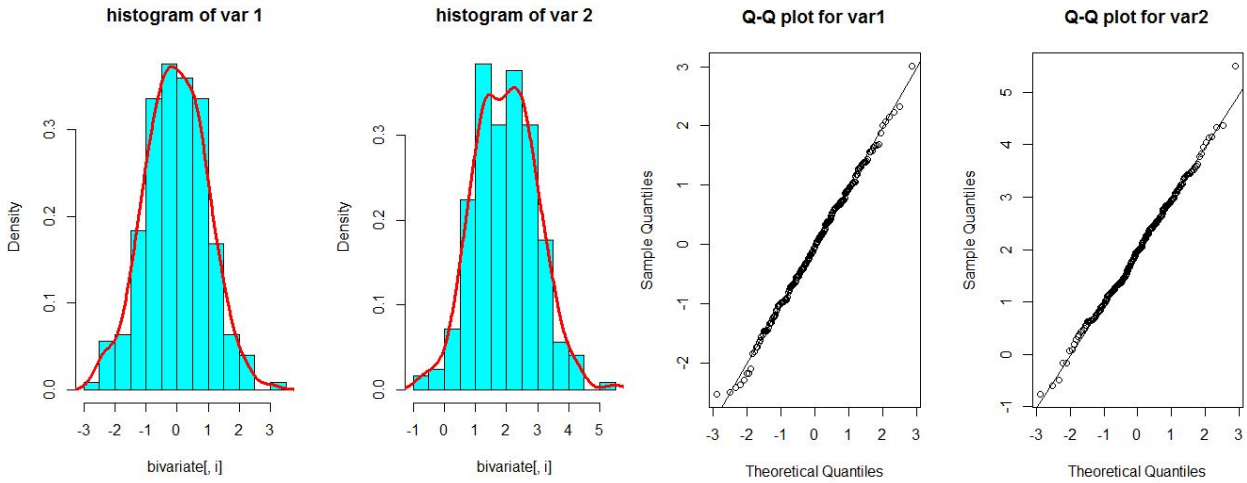 histogram of var 1
Density
0.0 0.1 0.2 0.3
-3 -2 -1 0 1 2 3
bivariate[, i]
histogram of var 2
Density
0.0 0.1 0.2 0.3
-1 0 1 2 3 4 5
bivariate[, i]
Q-Q plot for var1
Sample Quantiles
-2 -1 0 1 2 3
-3 -2 -1 0 1 2 3
Theoretical Quantiles
Q-Q plot for var2
Sample Quantiles
-1 0 1 2 3 4 5
-3 -2 -1 0 1 2 3
Theoretical Quantiles